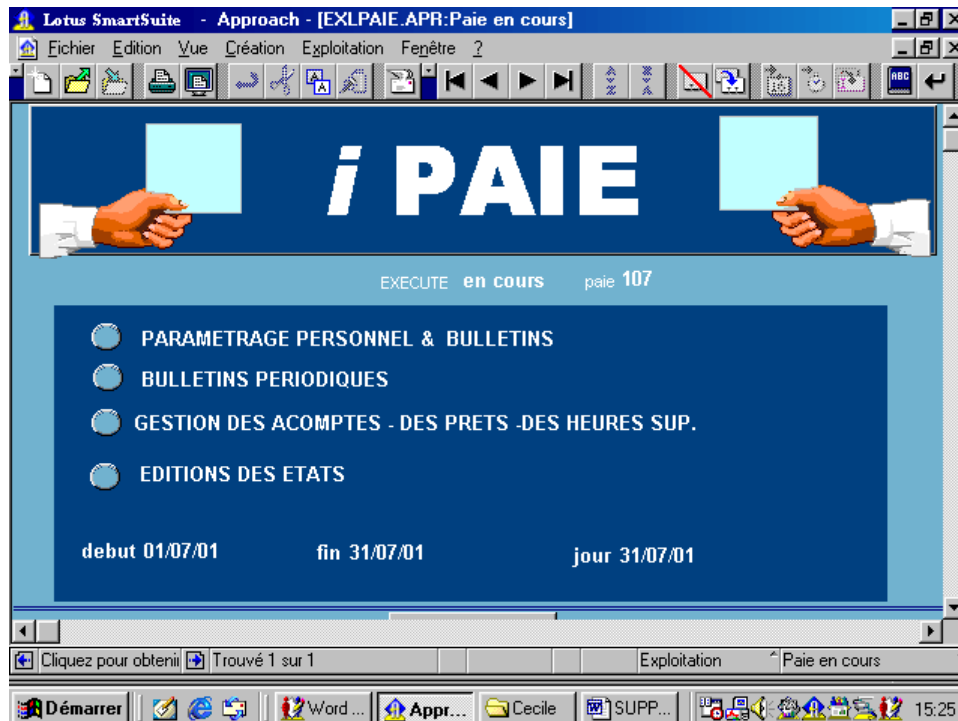 Lotus SmartSuite - Approach - [EXLPAIE.APR:Paie en cours]
Fichier Edition Vue Création Exploitation Fenêtre ?
ABC
i PAIE
EXECUTE en cours paie 107
PARAMETRAGE PERSONNEL & BULLETINS
BULLETINS PERIODIQUES
GESTION DES ACOMPTES - DES PRETS -DES HEURES SUP.
EDITIONS DES ETATS
debut 01/07/01 fin 31/07/01 jour 31/07/01
Cliquez pour obtenii Trouvé 1 sur 1 Exploitation Paie en cours
Démarrer Word ... Appr... Cecile SUPP... 15:25